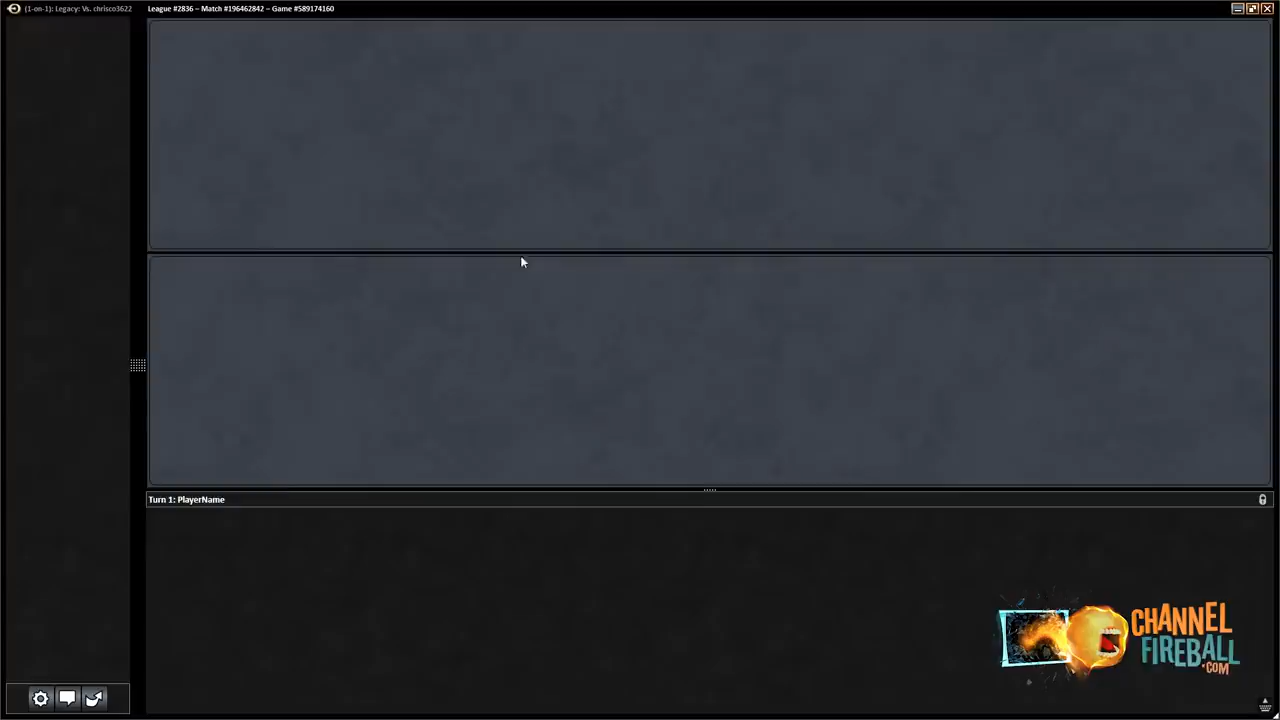 (1-on-1): Legacy: Vs. chrisco3622
League #2836 – Match #196462842 – Game #589174160
Turn 1: PlayerName
CHANNEL
FIREBALL
.COM